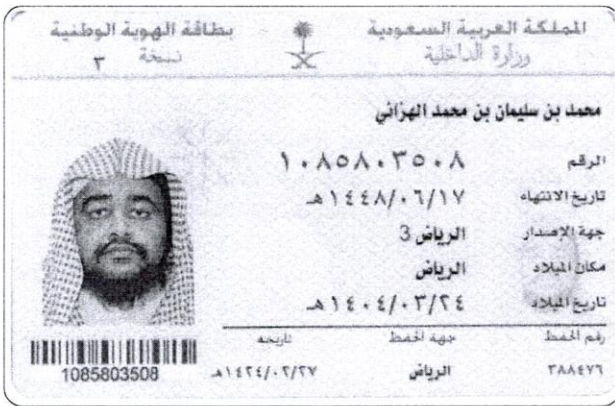 المملكة العربية السعودية
وزارة الداخلية
بطاقة الهوية الوطنية
نسخة ٣
محمد بن سليمان بن محمد الهزاني
الرقم ١٠٨٥٨٠٣٥٠٨
تاريخ الانتهاء ١٤٤٨/٠٦/١٧هـ
جهة الإصدار الرياض 3
مكان الميلاد الرياض
تاريخ الميلاد ١٤٠٤/٠٣/٢٤هـ
رقم الحفظ جهة الحفظ تاريخه
٣٨٨٤٧٦ الرياض ١٤٢٤/٠٢/٢٧هـ
1085803508